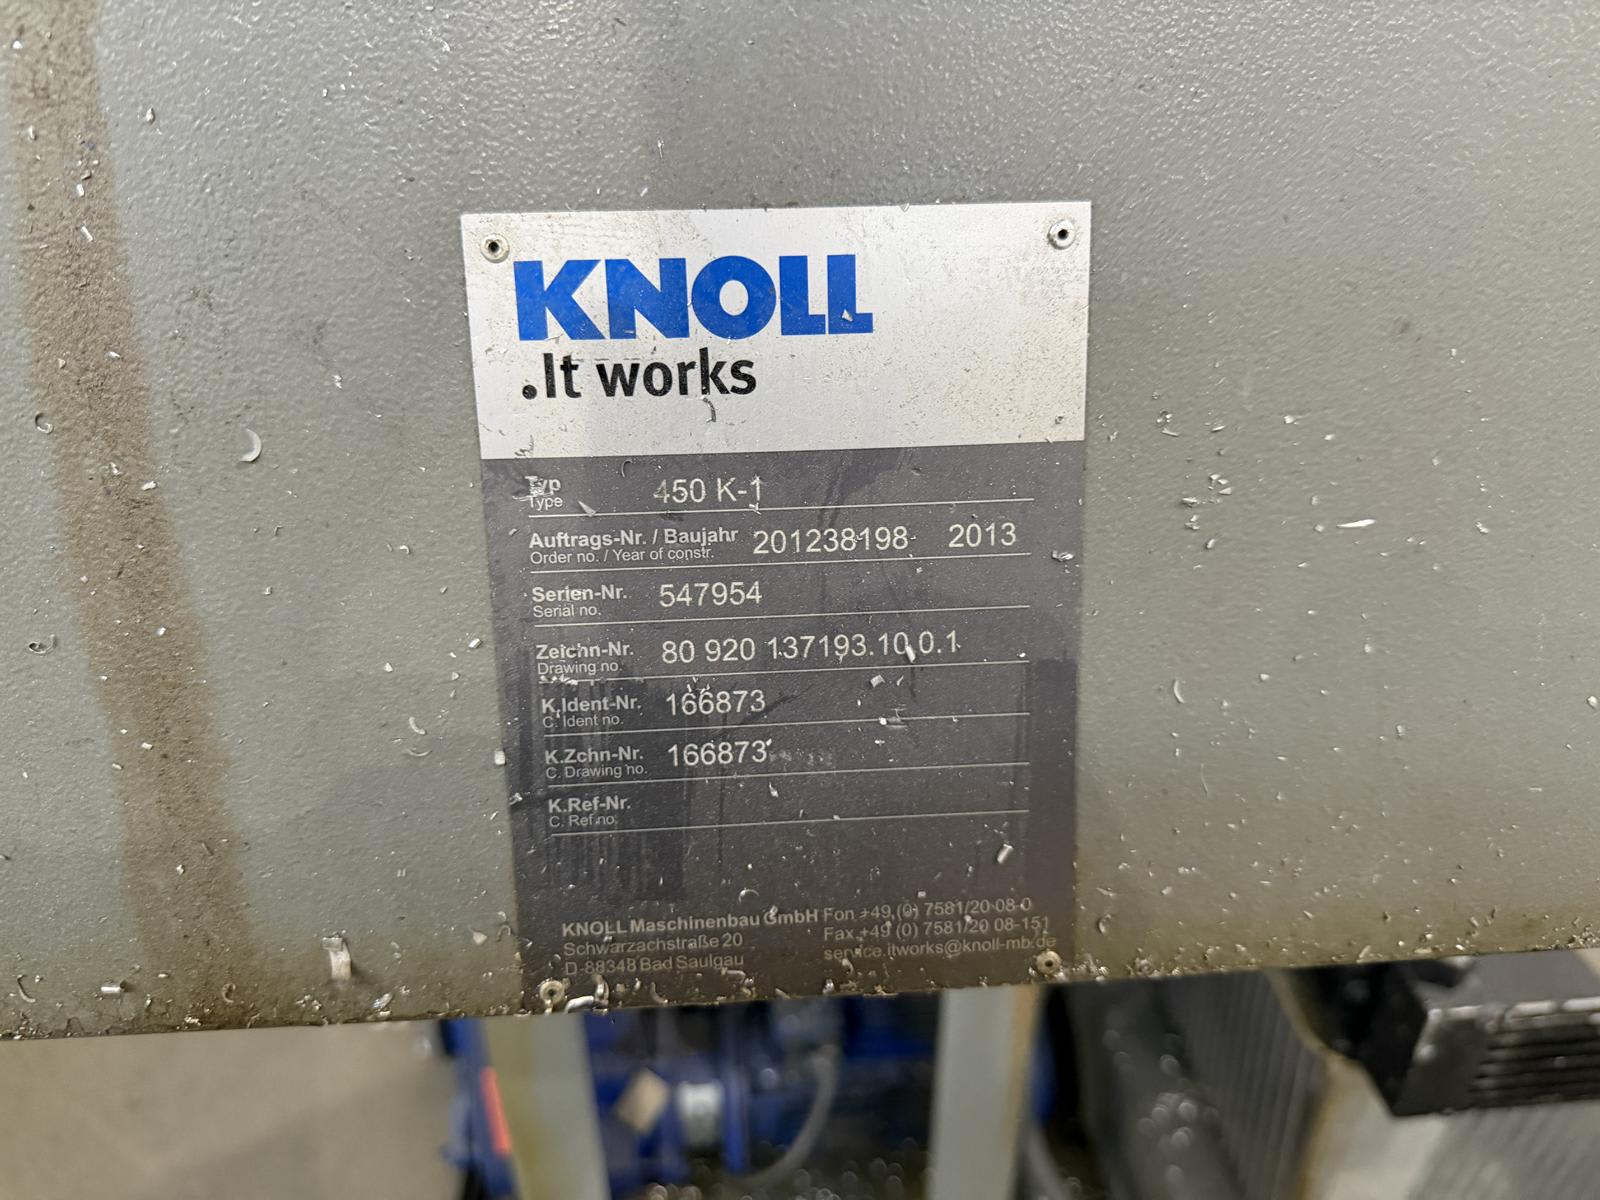 KNOLL
.It works
Typ
Type
450 K-1
Auftrags-Nr. / Baujahr 201238198 2013
Order no. / Year of constr.
Serien-Nr. 547954
Serial no.
Zeichn-Nr. 80 920 137193.10.0.1
Drawing no.
K.Ident-Nr. 166873
C. Ident no.
K.Zchn-Nr. 166873
C. Drawing no.
K.Ref-Nr.
C. Ref no.
KNOLL Maschinenbau GmbH Fon +49 (0) 7581/20 08-0
Schwarzachstraße 20 Fax +49 (0) 7581/20 08-151
D-88348 Bad Saulgau service.itworks@knoll-mb.de